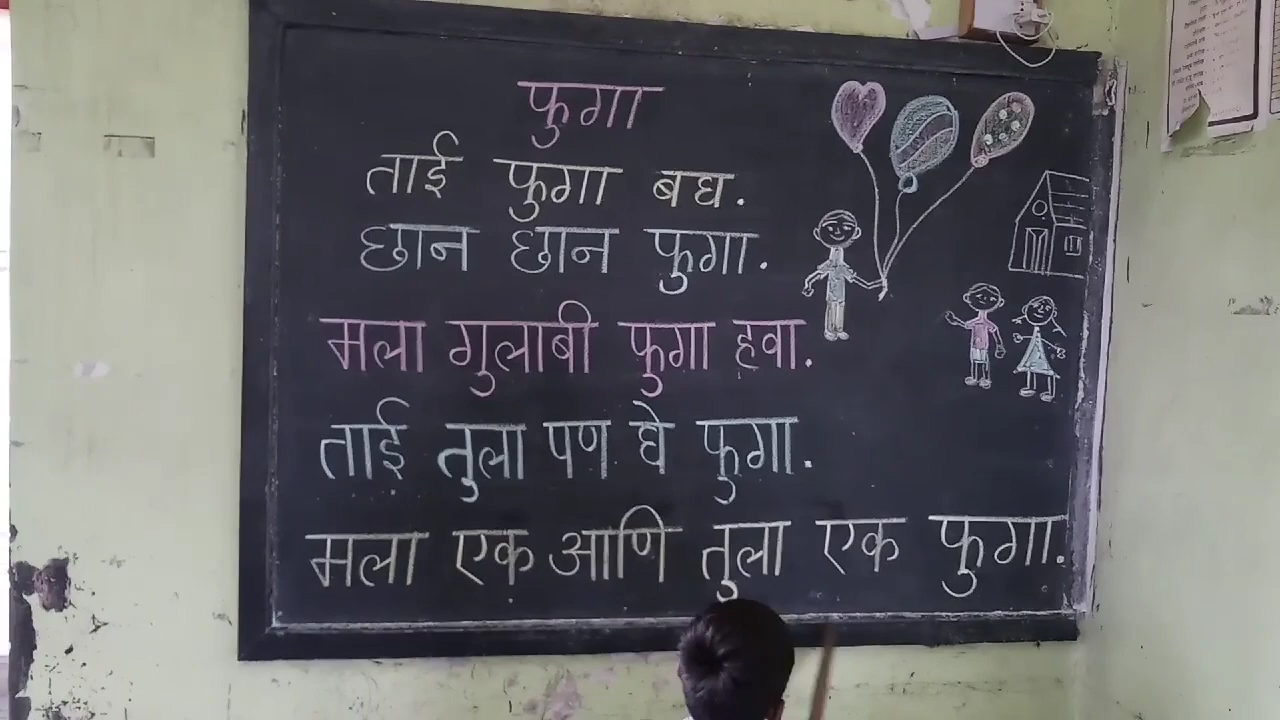 फुगा
ताई फुगा बघ.
छान छान फुगा.
मला गुलाबी फुगा हवा.
ताई तुला पण घे फुगा.
मला एक आणि तुला एक फुगा.